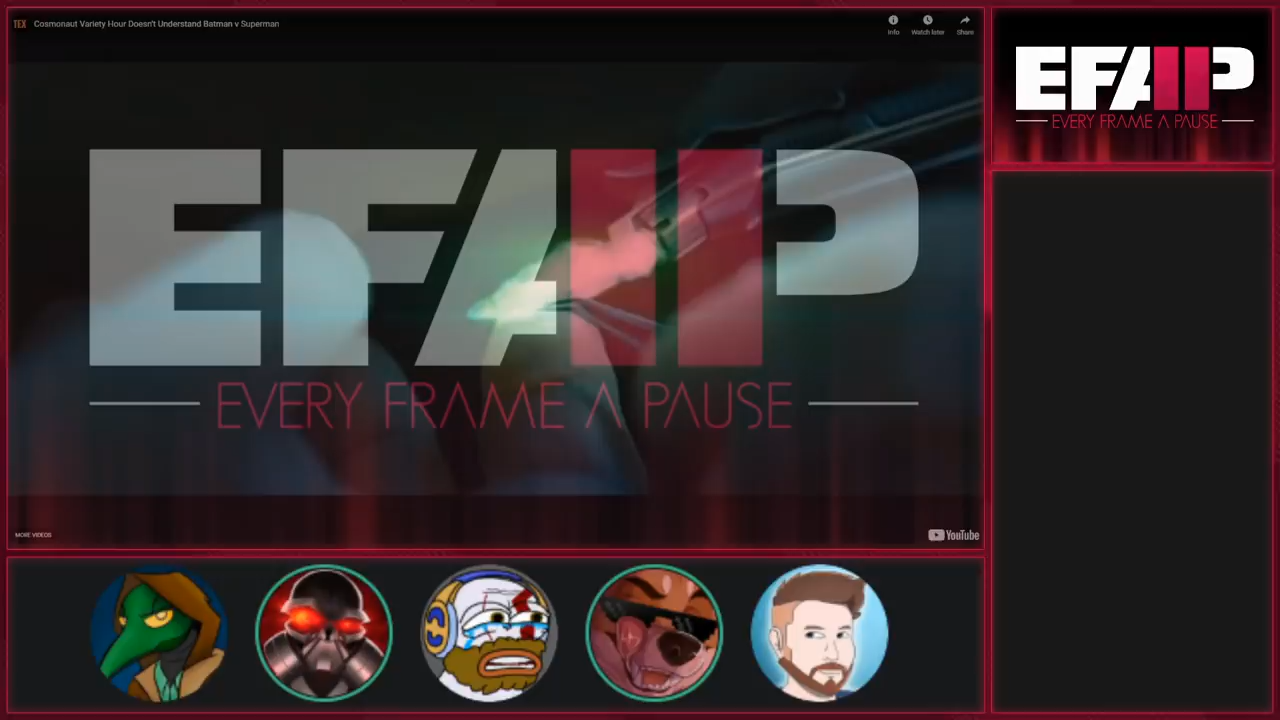 TEX Cosmonaut Variety Hour Doesn't Understand Batman v Superman
Info
Watch later
Share
EFAP
EVERY FRAME A PAUSE
MORE VIDEOS
YouTube
EFAP
EVERY FRAME A PAUSE